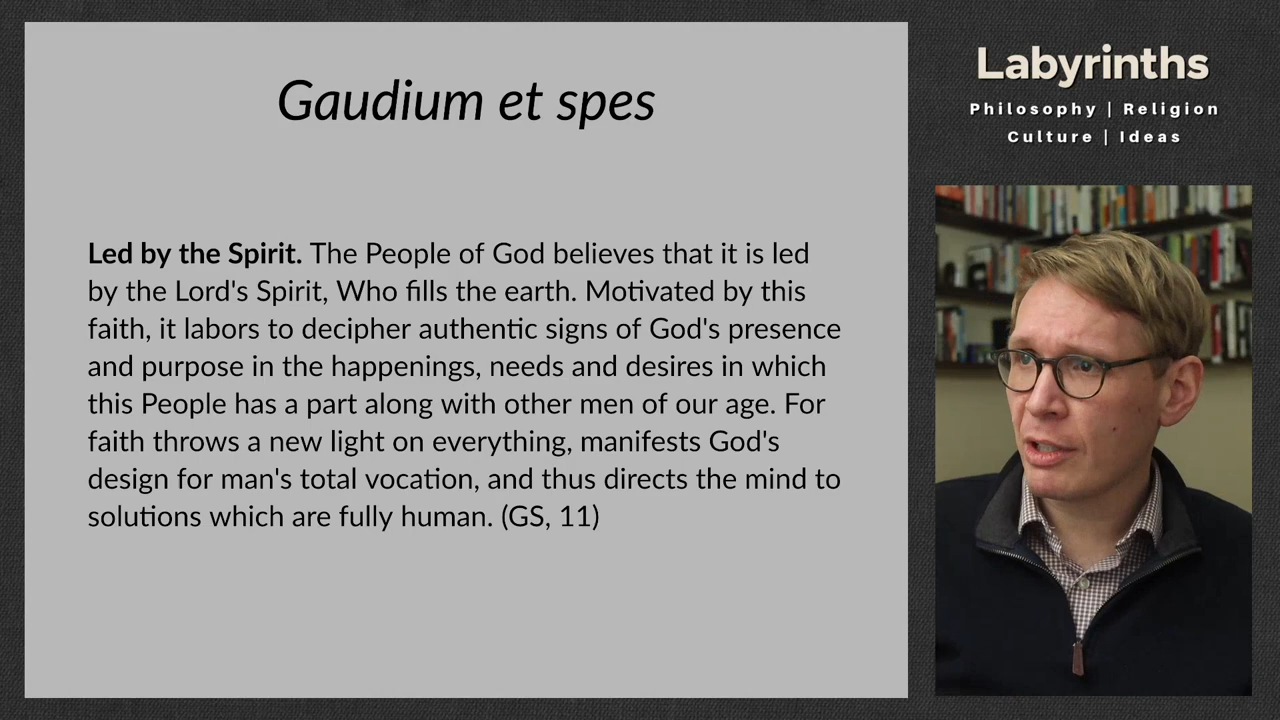 Gaudium et spes
Led by the Spirit. The People of God believes that it is led
by the Lord's Spirit, Who fills the earth. Motivated by this
faith, it labors to decipher authentic signs of God's presence
and purpose in the happenings, needs and desires in which
this People has a part along with other men of our age. For
faith throws a new light on everything, manifests God's
design for man's total vocation, and thus directs the mind to
solutions which are fully human. (GS, 11)
Labyrinths
Philosophy | Religion
Culture | Ideas